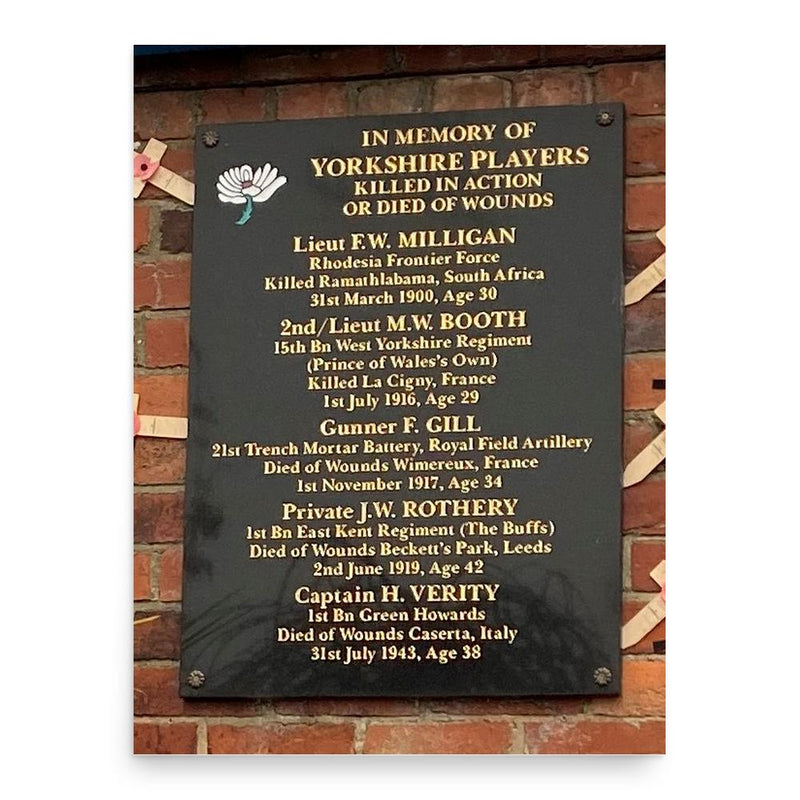 IN MEMORY OF
YORKSHIRE PLAYERS
KILLED IN ACTION
OR DIED OF WOUNDS
Lieut F.W. MILLIGAN
Rhodesia Frontier Force
Killed Ramathlabama, South Africa
31st March 1900, Age 30
2nd/Lieut M.W. BOOTH
15th Bn West Yorkshire Regiment
(Prince of Wales's Own)
Killed La Cigny, France
1st July 1916, Age 29
Gunner F. GILL
21st Trench Mortar Battery, Royal Field Artillery
Died of Wounds Wimereux, France
1st November 1917, Age 34
Private J.W. ROTHERY
1st Bn East Kent Regiment (The Buffs)
Died of Wounds Beckett's Park, Leeds
2nd June 1919, Age 42
Captain H. VERITY
1st Bn Green Howards
Died of Wounds Caserta, Italy
31st July 1943, Age 38